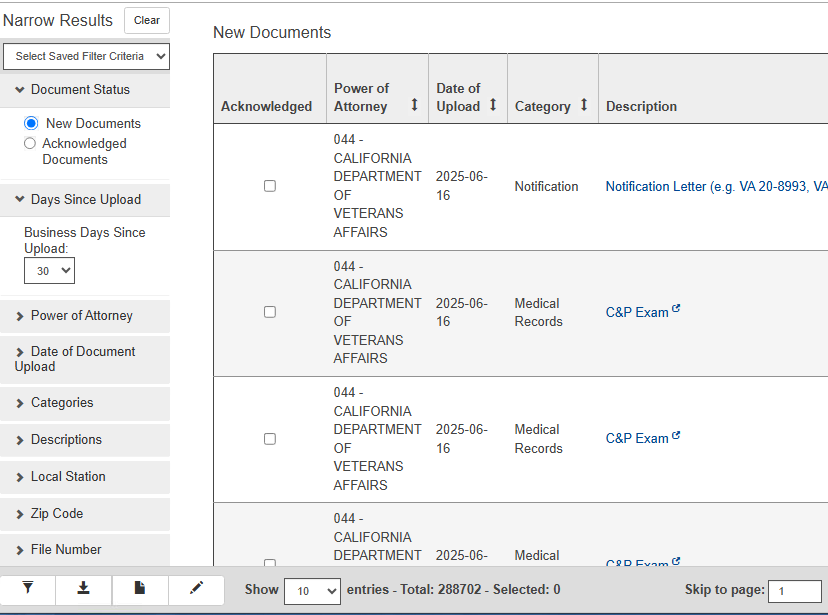 Narrow Results
Clear
Select Saved Filter Criteria
Document Status
New Documents
Acknowledged
Documents
Days Since Upload
Business Days Since
Upload:
30
Power of Attorney
Date of Document
Upload
Categories
Descriptions
Local Station
Zip Code
File Number
New Documents
Acknowledged
Power of
Attorney
Date of
Upload
Category
Description
044 -
CALIFORNIA
DEPARTMENT
OF
VETERANS
AFFAIRS
2025-06-
16
Notification
Notification Letter (e.g. VA 20-8993, VA
044 -
CALIFORNIA
DEPARTMENT
OF
VETERANS
AFFAIRS
2025-06-
16
Medical
Records
C&P Exam
044 -
CALIFORNIA
DEPARTMENT
OF
VETERANS
AFFAIRS
2025-06-
16
Medical
Records
C&P Exam
044 -
CALIFORNIA
DEPARTMENT
2025-06-
Medical
C&P Exam
Show 10 entries - Total: 288702 - Selected: 0
Skip to page: 1